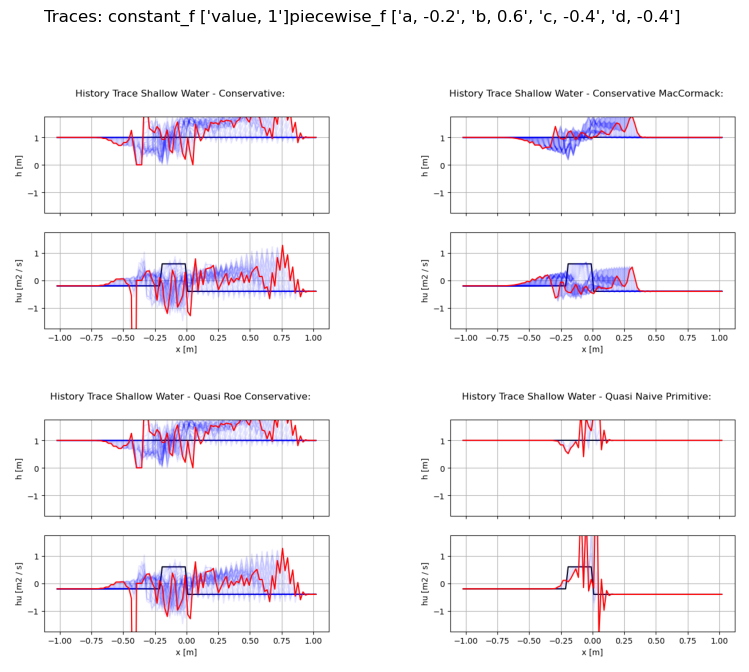 Traces: constant_f ['value, 1']piecewise_f ['a, -0.2', 'b, 0.6', 'c, -0.4', 'd, -0.4']
History Trace Shallow Water - Conservative:
h [m]
1
0
−1
hu [m2 / s]
1
0
−1
−1.00 −0.75 −0.50 −0.25 0.00 0.25 0.50 0.75 1.00
x [m]
History Trace Shallow Water - Conservative MacCormack:
h [m]
1
0
−1
hu [m2 / s]
1
0
−1
−1.00 −0.75 −0.50 −0.25 0.00 0.25 0.50 0.75 1.00
x [m]
History Trace Shallow Water - Quasi Roe Conservative:
h [m]
1
0
−1
hu [m2 / s]
1
0
−1
−1.00 −0.75 −0.50 −0.25 0.00 0.25 0.50 0.75 1.00
x [m]
History Trace Shallow Water - Quasi Naive Primitive:
h [m]
1
0
−1
hu [m2 / s]
1
0
−1
−1.00 −0.75 −0.50 −0.25 0.00 0.25 0.50 0.75 1.00
x [m]